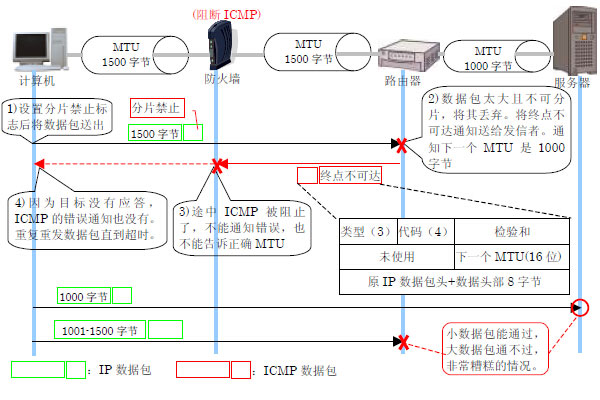 (阻断 ICMP)
MTU
1500 字节
MTU
1500 字节
MTU
1000 字节
计算机
防火墙
路由器
服务器
1)设置分片禁止标
志后将数据包送出
分片禁止
1500 字节
2)数据包太大且不可分
片，将其丢弃。将终点不
可达通知送给发信者。通
知下一个 MTU 是 1000
字节
4)因为目标没有应答，
ICMP 的错误通知也没有。
重复重发数据包直到超时。
3)途中 ICMP 被阻止
了，不能通知错误，也
不能告诉正确 MTU
终点不可达
类型（3） 代码（4） 检验和
未使用 下一个 MTU(16 位)
原 IP 数据包头+数据头部 8 字节
1000 字节
1001-1500 字节
小数据包能通过，
大数据包通不过，
非常糟糕的情况。
：IP 数据包 ：ICMP 数据包